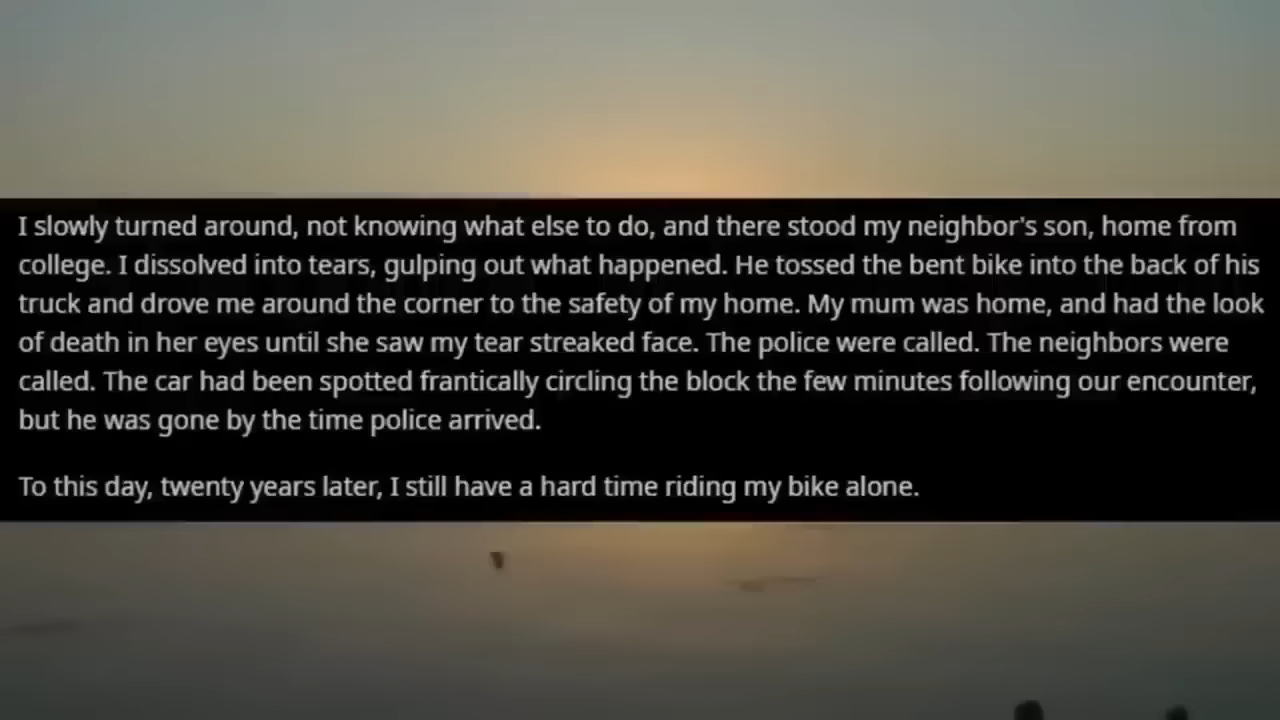 I slowly turned around, not knowing what else to do, and there stood my neighbor's son, home from
college. I dissolved into tears, gulping out what happened. He tossed the bent bike into the back of his
truck and drove me around the corner to the safety of my home. My mum was home, and had the look
of death in her eyes until she saw my tear streaked face. The police were called. The neighbors were
called. The car had been spotted frantically circling the block the few minutes following our encounter,
but he was gone by the time police arrived.
To this day, twenty years later, I still have a hard time riding my bike alone.